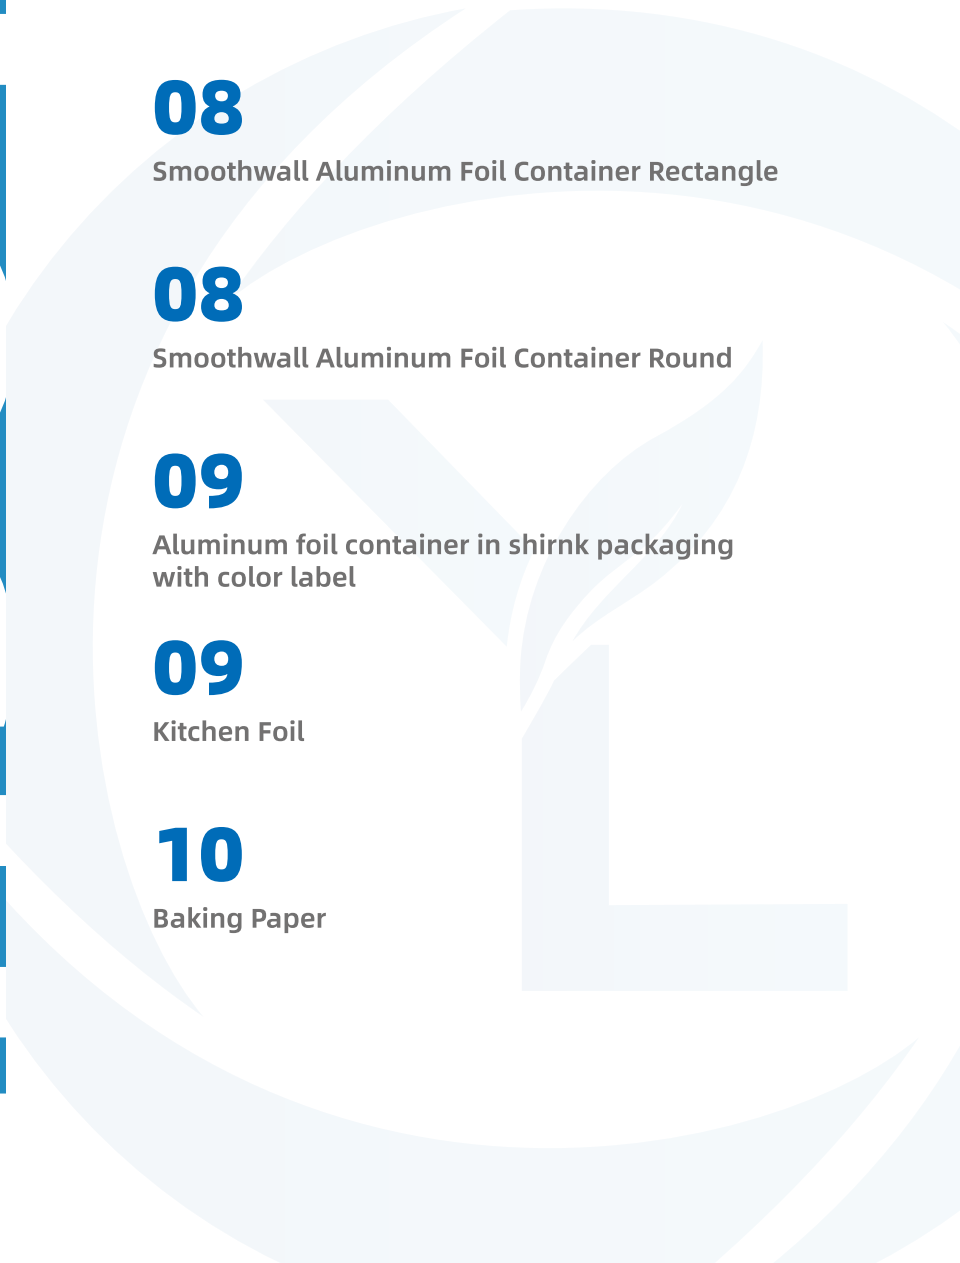 08
Smoothwall Aluminum Foil Container Rectangle
08
Smoothwall Aluminum Foil Container Round
09
Aluminum foil container in shirnk packaging
with color label
09
Kitchen Foil
10
Baking Paper